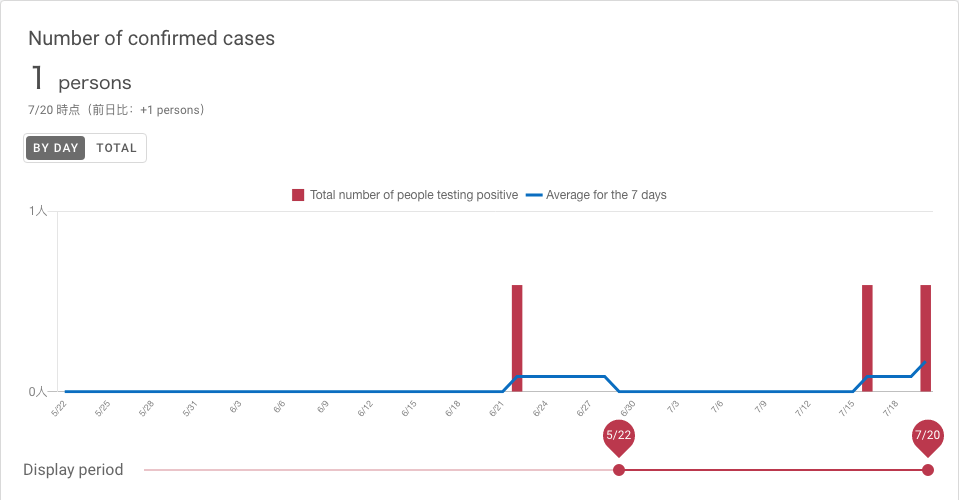 Number of confirmed cases
1 persons
7/20 時点（前日比：+1 persons）
BY DAY TOTAL
Total number of people testing positive Average for the 7 days
1人
0人
5/22 5/25 5/28 5/31 6/3 6/6 6/9 6/12 6/15 6/18 6/21 6/24 6/27 6/30 7/3 7/6 7/9 7/12 7/15 7/18
5/22 7/20
Display period